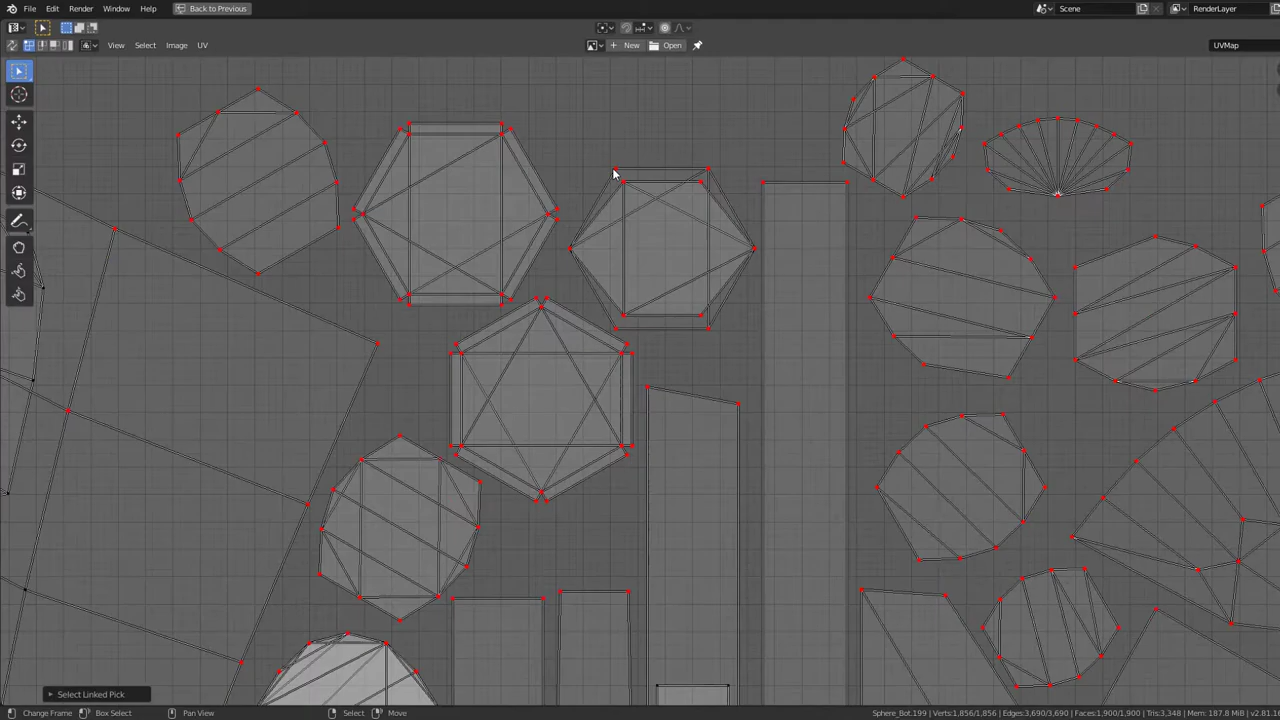 File Edit Render Window Help Back to Previous Scene RenderLayer
View Select Image UV New Open UVMap
Select Linked Pick
Change Frame Box Select Pan View Select Move Sphere_Bot.199 | Verts:1,856/1,856 | Edges:3,690/3,690 | Faces:1,900/1,900 | Tris:3,348 | Mem: 187.8 MiB | v2.81.16